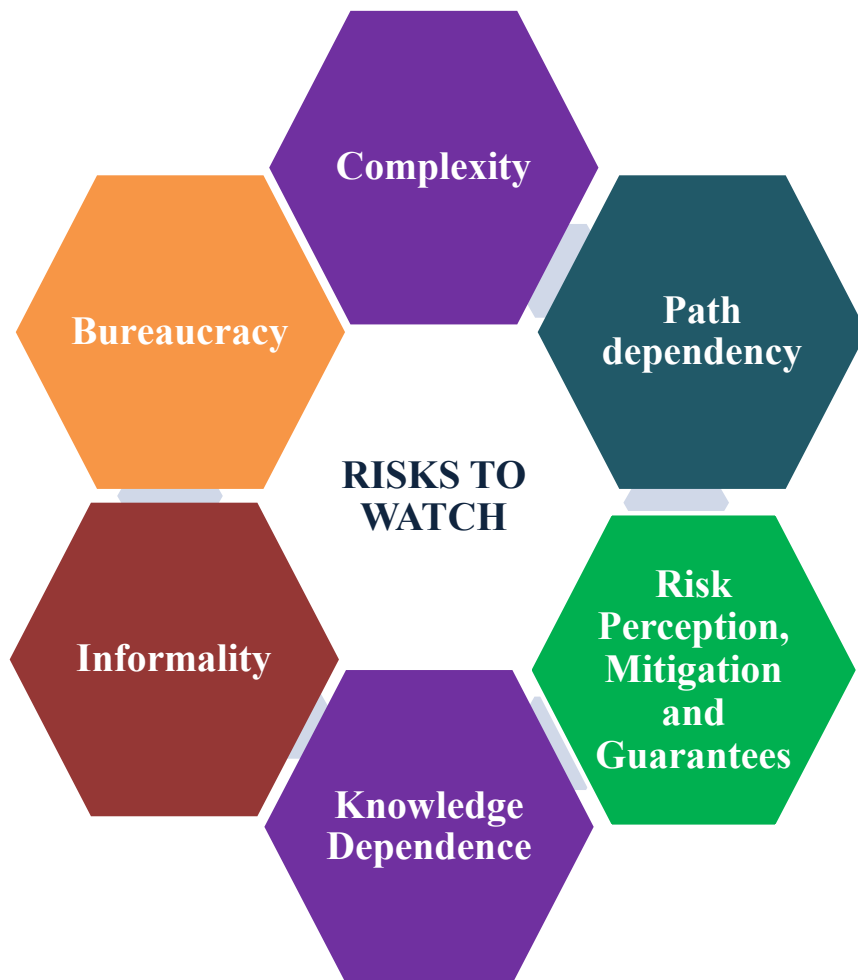 Complexity
Bureaucracy
Path
dependency
RISKS TO
WATCH
Informality
Risk
Perception,
Mitigation
and
Guarantees
Knowledge
Dependence